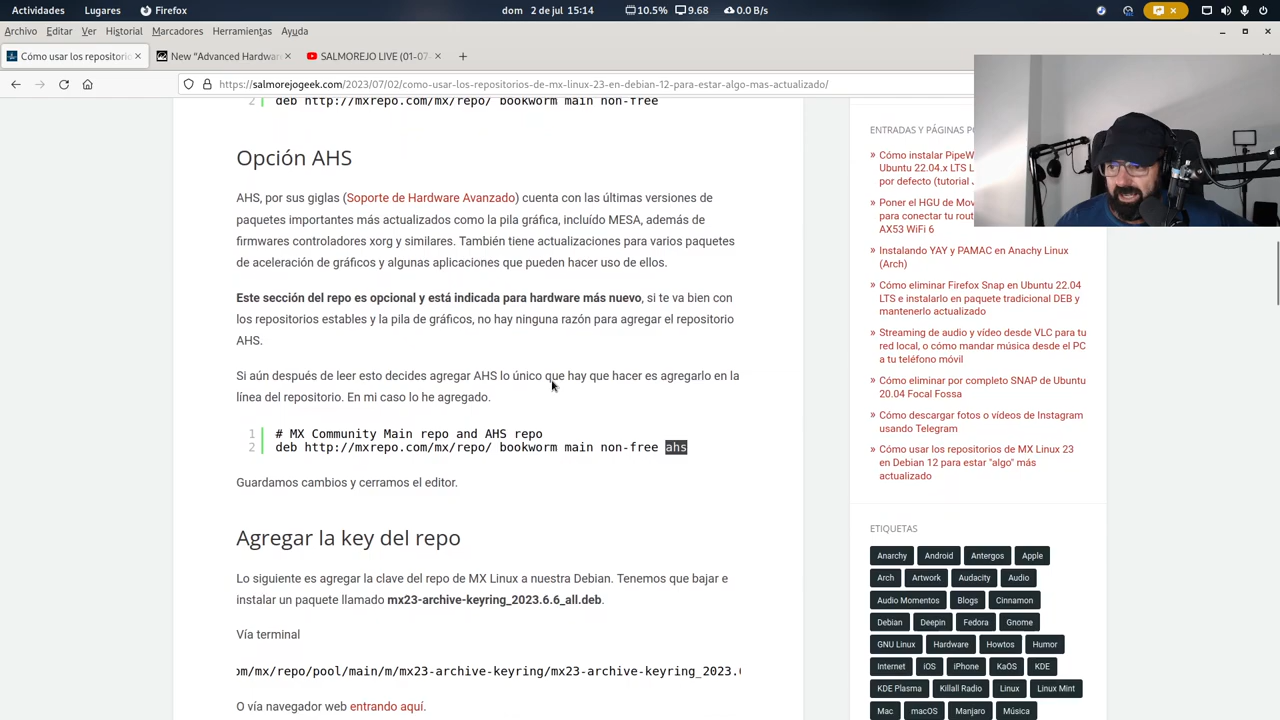 Actividades Lugares Firefox dom 2 de jul 15:14 10.5% 9.68 0.0 B/s
Archivo Editar Ver Historial Marcadores Herramientas Ayuda
Cómo usar los repositorio New "Advanced Hardwar SALMOREJO LIVE (01-07-
https://salmorejogeek.com/2023/07/02/como-usar-los-repositorios-de-mx-linux-23-en-debian-12-para-estar-algo-mas-actualizado/
2 deb http://mxrepo.com/mx/repo/ bookworm main non-free
Opción AHS
AHS, por sus giglas (Soporte de Hardware Avanzado) cuenta con las últimas versiones de
paquetes importantes más actualizados como la pila gráfica, incluído MESA, además de
firmwares controladores xorg y similares. También tiene actualizaciones para varios paquetes
de aceleración de gráficos y algunas aplicaciones que pueden hacer uso de ellos.
Este sección del repo es opcional y está indicada para hardware más nuevo, si te va bien con
los repositorios estables y la pila de gráficos, no hay ninguna razón para agregar el repositorio
AHS.
Si aún después de leer esto decides agregar AHS lo único que hay que hacer es agregarlo en la
línea del repositorio. En mi caso lo he agregado.
1 # MX Community Main repo and AHS repo
2 deb http://mxrepo.com/mx/repo/ bookworm main non-free ahs
Guardamos cambios y cerramos el editor.
Agregar la key del repo
Lo siguiente es agregar la clave del repo de MX Linux a nuestra Debian. Tenemos que bajar e
instalar un paquete llamado mx23-archive-keyring_2023.6.6_all.deb.
Vía terminal
om/mx/repo/pool/main/m/mx23-archive-keyring/mx23-archive-keyring_2023.6
O vía navegador web entrando aquí.
ENTRADAS Y PÁGINAS PO
» Cómo instalar PipeW
Ubuntu 22.04.x LTS L
por defecto (tutorial J
» Poner el HGU de Mov
para conectar tu rout
AX53 WiFi 6
» Instalando YAY y PAMAC en Anachy Linux
(Arch)
» Cómo eliminar Firefox Snap en Ubuntu 22.04
LTS e instalarlo en paquete tradicional DEB y
mantenerlo actualizado
» Streaming de audio y vídeo desde VLC para tu
red local, o cómo mandar música desde el PC
a tu teléfono móvil
» Cómo eliminar por completo SNAP de Ubuntu
20.04 Focal Fossa
» Cómo descargar fotos o vídeos de Instagram
usando Telegram
» Cómo usar los repositorios de MX Linux 23
en Debian 12 para estar "algo" más
actualizado
ETIQUETAS
Anarchy Android Antergos Apple
Arch Artwork Audacity Audio
Audio Momentos Blogs Cinnamon
Debian Deepin Fedora Gnome
GNU Linux Hardware Howtos Humor
Internet iOS iPhone KaOS KDE
KDE Plasma Killall Radio Linux Linux Mint
Mac macOS Manjaro Música